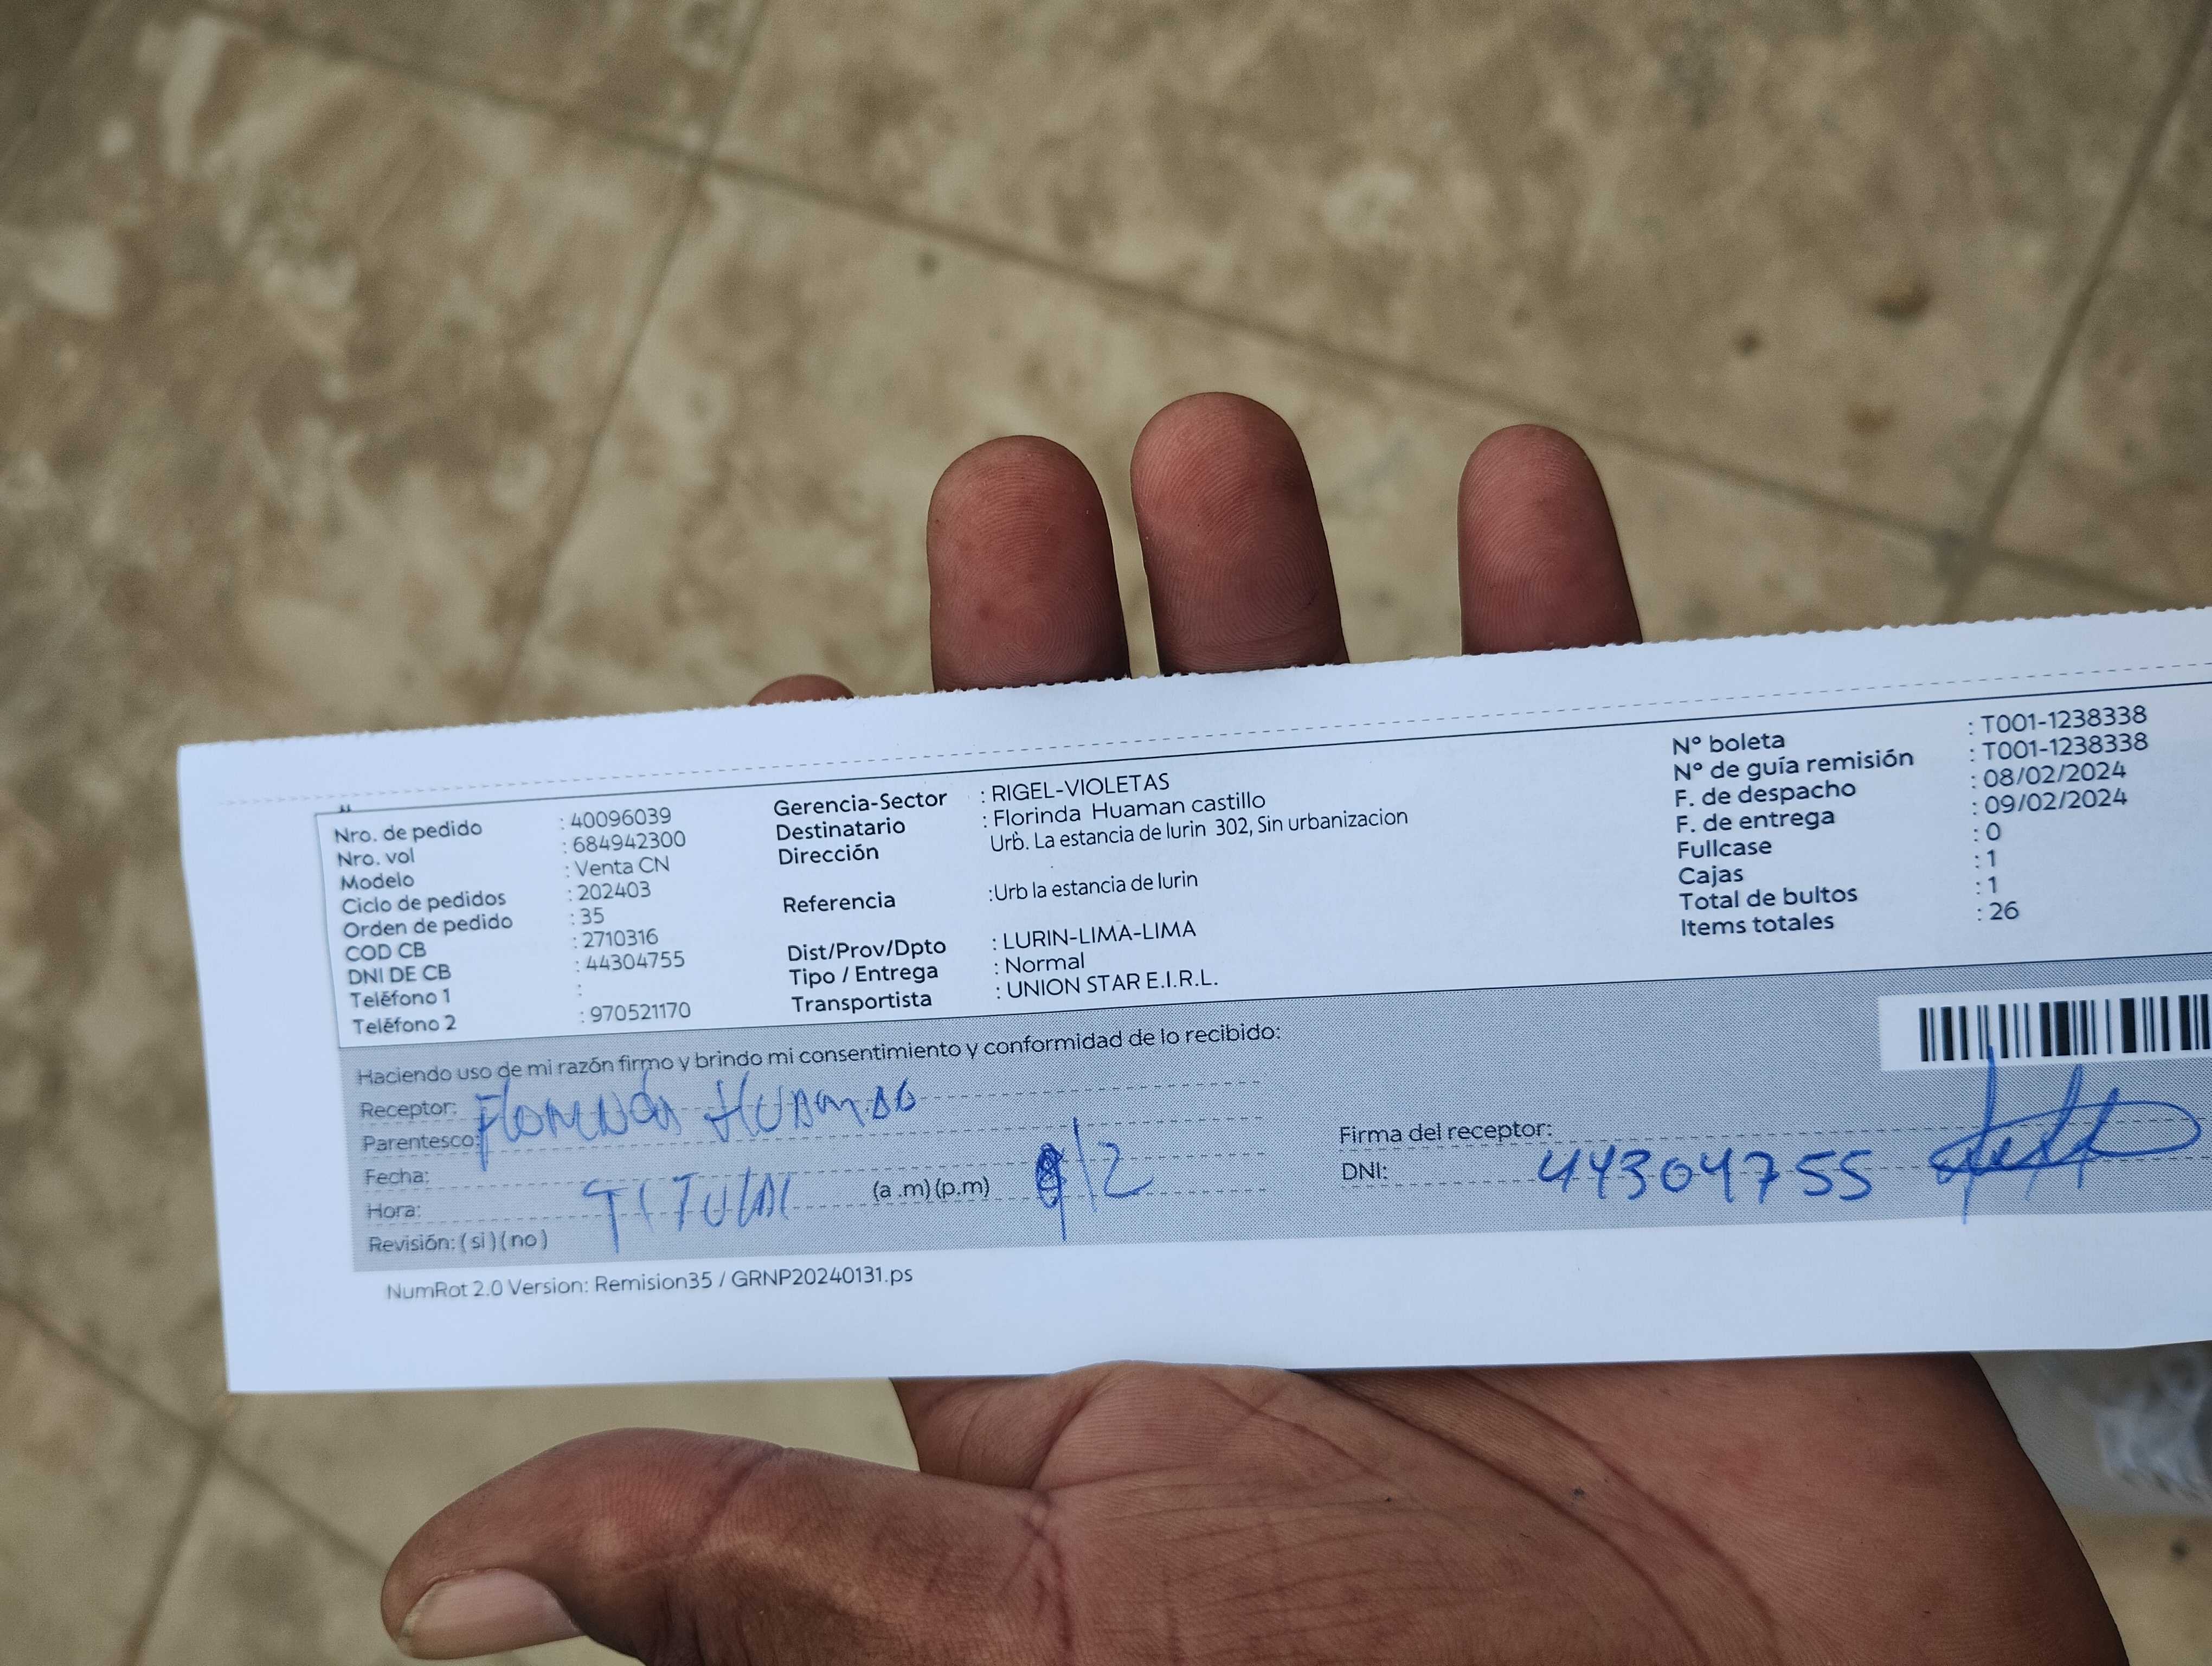 Nro. de pedido : 40096039
Nro. vol : 684942300
Modelo : Venta CN
Ciclo de pedidos : 202403
Orden de pedido : 35
COD CB : 2710316
DNI DE CB : 44304755
Teléfono 1 :
Teléfono 2 : 970521170
Gerencia-Sector : RIGEL-VIOLETAS
Destinatario : Florinda Huaman castillo
Dirección Urb. La estancia de lurin 302, Sin urbanizacion
Referencia :Urb la estancia de lurin
Dist/Prov/Dpto : LURIN-LIMA-LIMA
Tipo / Entrega : Normal
Transportista : UNION STAR E.I.R.L.
N° boleta : T001-1238338
N° de guía remisión : T001-1238338
F. de despacho : 08/02/2024
F. de entrega : 09/02/2024
Fullcase : 0
Cajas : 1
Total de bultos : 1
Items totales : 26
Haciendo uso de mi razón firmo y brindo mi consentimiento y conformidad de lo recibido:
Receptor:
Parentesco:
Fecha:
Hora: TITULAR (a .m) (p.m) 9/2
Revisión: ( si ) ( no )
Firma del receptor:
DNI: 44304755
NumRot 2.0 Version: Remision35 / GRNP20240131.ps